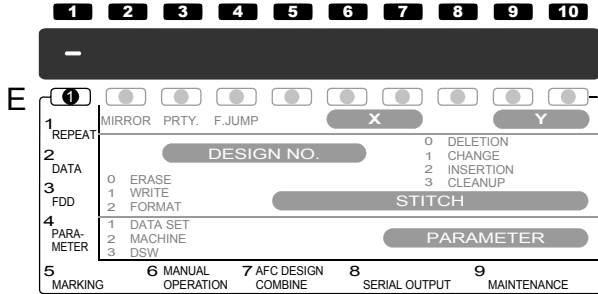 1 2 3 4 5 6 7 8 9 10
–
E 1
1 REPEAT MIRROR PRTY. F.JUMP X Y
2 DATA DESIGN NO. 0 DELETION
1 CHANGE
2 INSERTION
3 CLEANUP
3 FDD 0 ERASE
1 WRITE
2 FORMAT
STITCH
4 PARA-
METER 1 DATA SET
2 MACHINE
3 DSW
PARAMETER
5 MARKING 6 MANUAL OPERATION 7 AFC DESIGN COMBINE 8 SERIAL OUTPUT 9 MAINTENANCE